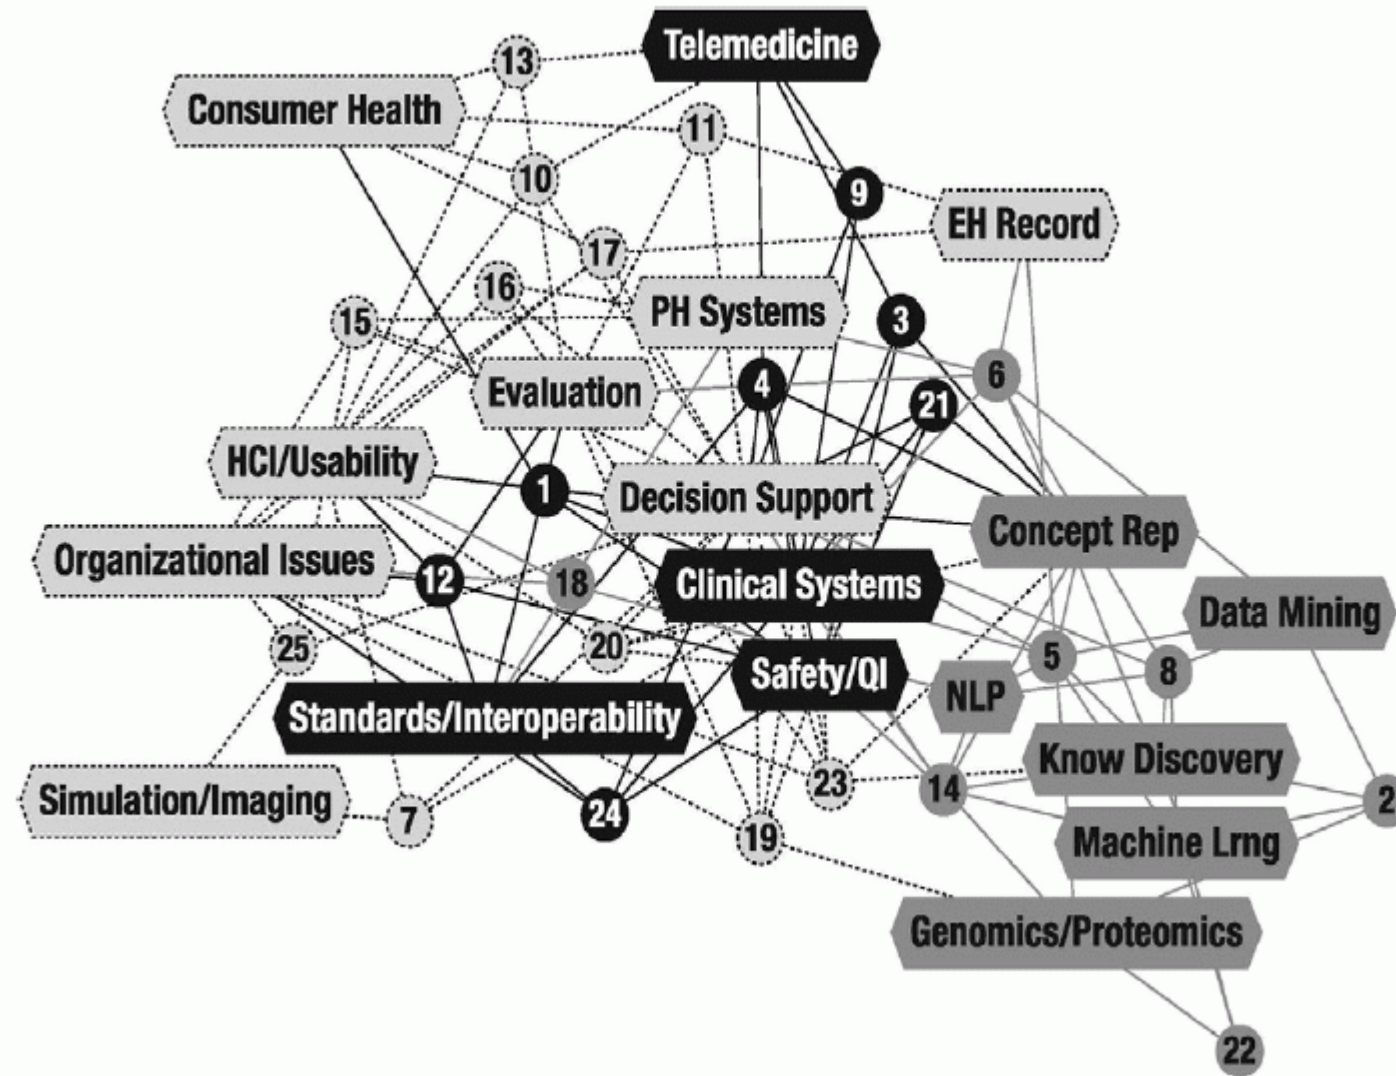 Telemedicine
13
Consumer Health
11
10
9
EH Record
17
16
PH Systems
15
3
6
Evaluation
4
21
HCI/Usability
1
Decision Support
Concept Rep
Organizational Issues
12
18
Clinical Systems
Data Mining
25
20
5
8
Safety/QI
NLP
Standards/Interoperability
Know Discovery
23
14
2
Simulation/Imaging
7
24
19
Machine Lrng
Genomics/Proteomics
22